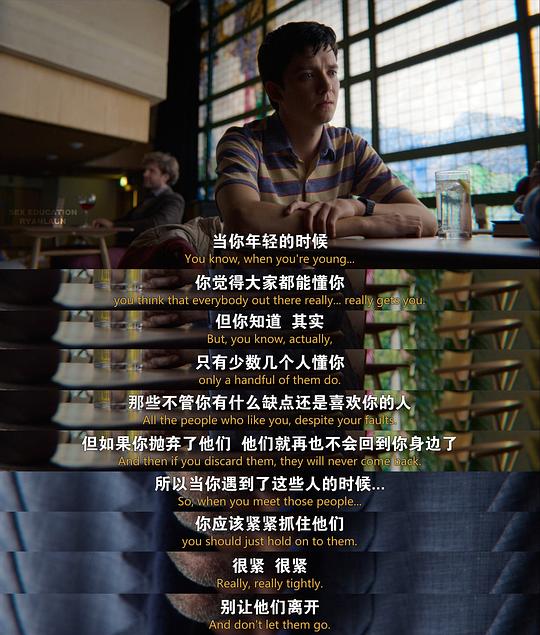 SEX EDUCATION
RYANLAUN
当你年轻的时候
You know, when you're young...
你觉得大家都能懂你
you think that everybody out there really... really gets you.
但你知道 其实
But, you know, actually,
只有少数几个人懂你
only a handful of them do.
那些不管你有什么缺点还是喜欢你的人
All the people who like you, despite your faults.
但如果你抛弃了他们 他们就再也不会回到你身边了
And then if you discard them, they will never come back.
所以当你遇到了这些人的时候...
So, when you meet those people...
你应该紧紧抓住他们
you should just hold on to them.
很紧 很紧
Really, really tightly.
别让他们离开
And don't let them go.